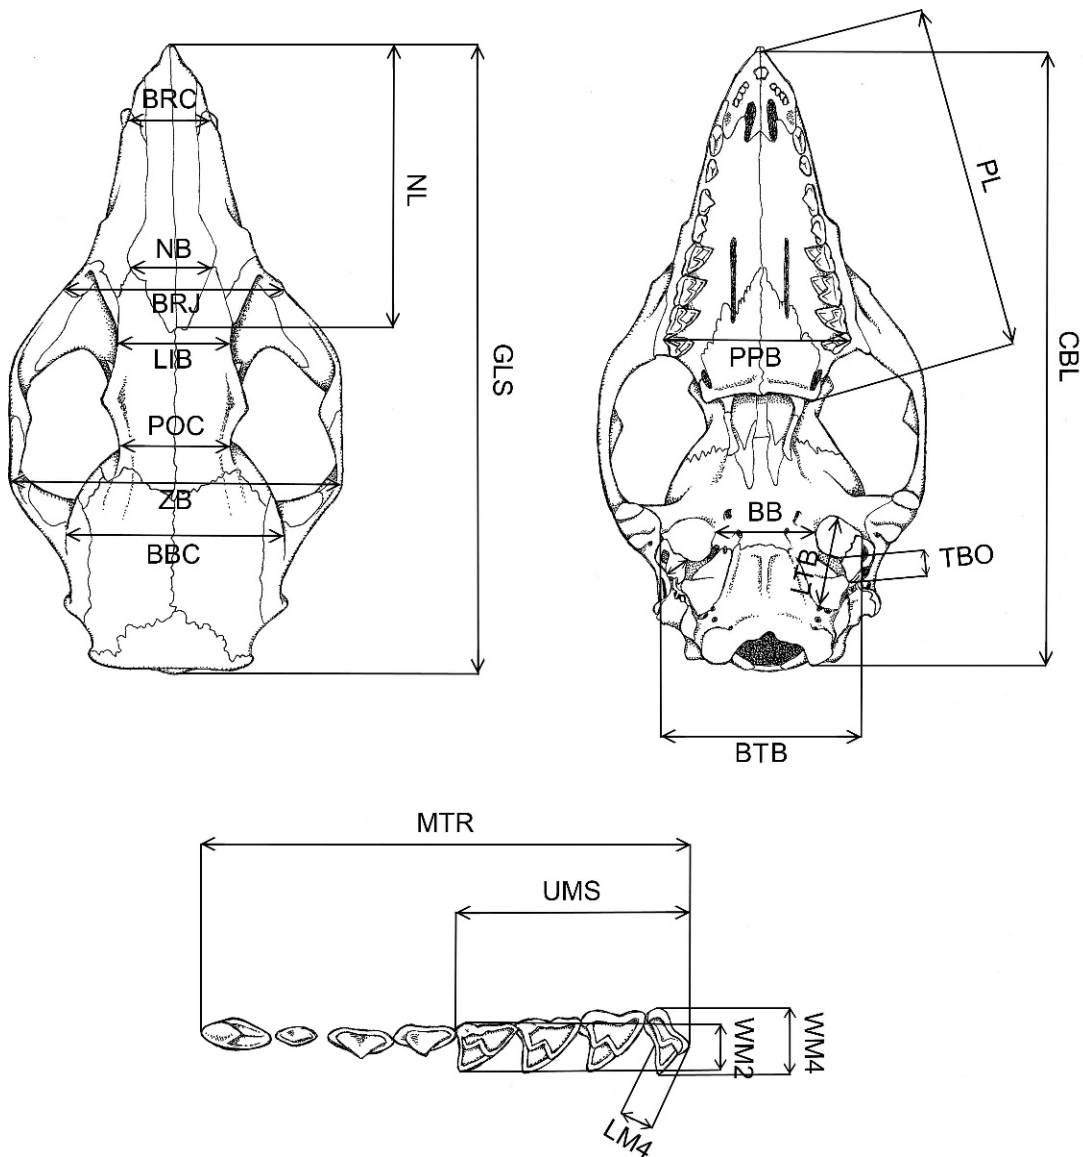 BRC
NL
NB
BRJ
LIB
GLS
POC
ZB
BBC
PL
PPB
CBL
BB
LTB
TBO
BTB
MTR
UMS
WM2
WM4
LM4